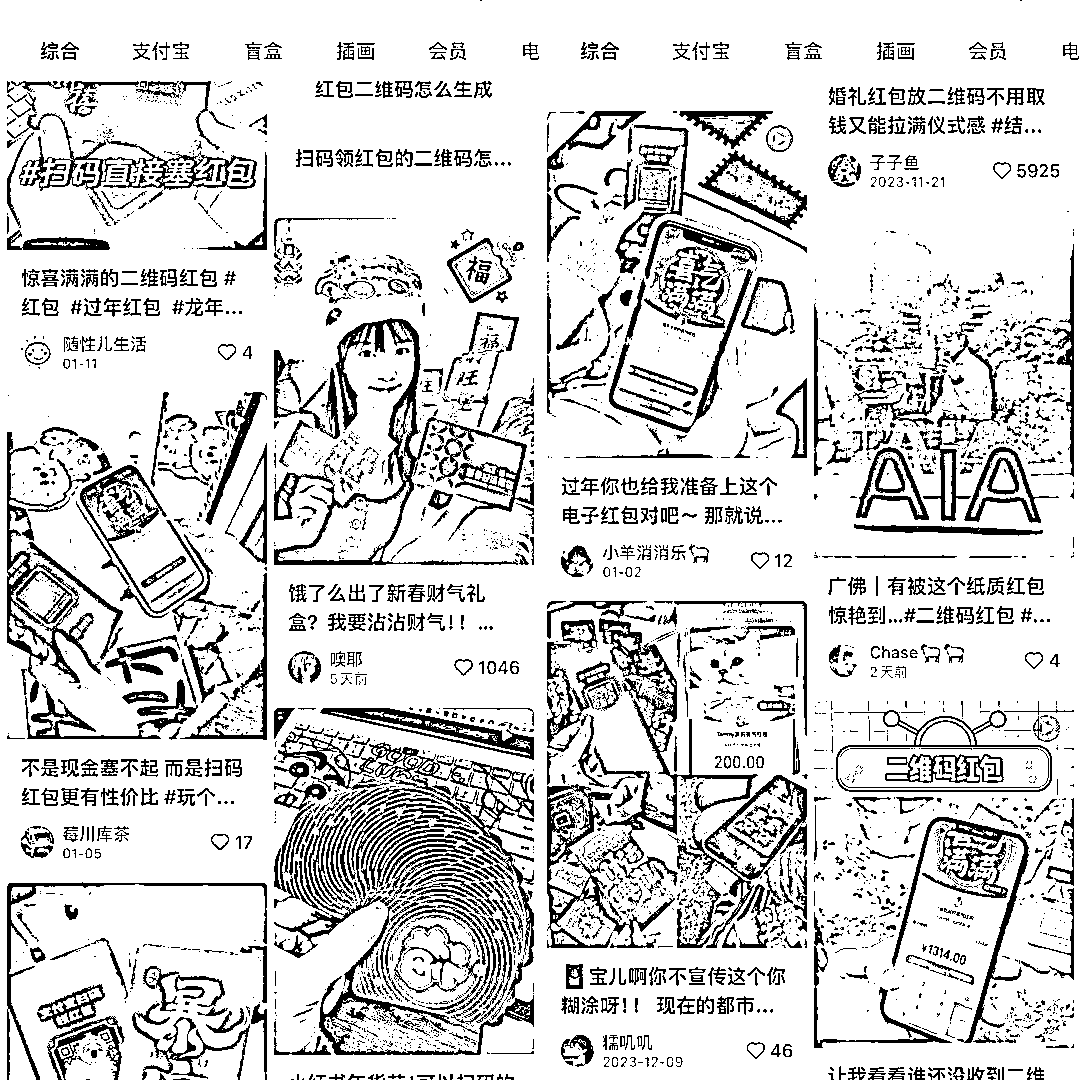 综合 支付宝 盲盒 插画 会员 电
#扫码直接塞红包
惊喜满满的二维码红包 #
红包 #过年红包 #龙年...
随性儿生活
01-11
4
不是现金塞不起 而是扫码
红包更有性价比 #玩个...
莓川库茶
01-05
17
红包二维码怎么生成
扫码领红包的二维码怎...
福
福
旺
旺
饿了么出了新春财气礼
盒？我要沾沾财气！！...
噢耶
5天前
1046
综合 支付宝 盲盒 插画 会员 电
过年你也给我准备上这个
电子红包对吧～ 那就说...
小羊消消乐🐑
01-02
12
200.00
宝儿啊你不宣传这个你
糊涂呀！！ 现在的都市...
猫叽叽
2023-12-09
46
婚礼红包放二维码不用取
钱又能拉满仪式感 #结...
子子鱼
2023-11-21
5925
AIA
广佛｜有被这个纸质红包
惊艳到...#二维码红包 #...
Chase🐑🐑
2天前
4
二维码红包
¥1314.00
让我看看谁还没收到二维